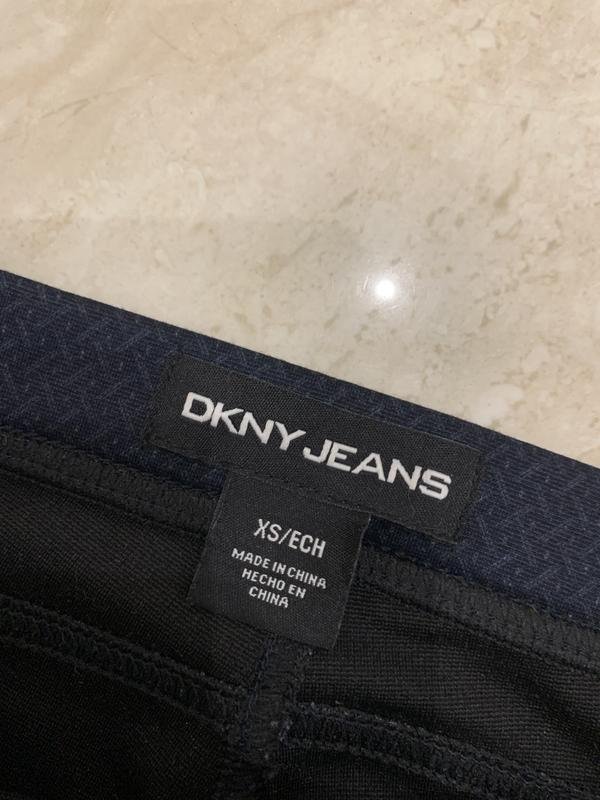 DKNY JEANS
XS/ECH
MADE IN CHINA
HECHO EN
CHINA